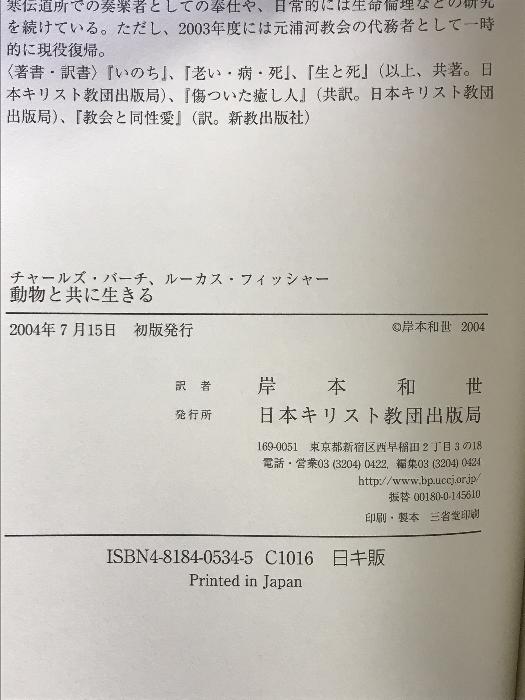 寒伝道所での奏楽者としての奉仕や、日常的には生命倫理などの研究
を続けている。ただし、2003年度には元浦河教会の代務者として一時
的に現役復帰。
〈著書・訳書〉『いのち』、『老い・病・死』、『生と死』（以上、共著。日
本キリスト教団出版局）、『傷ついた癒し人』（共訳。日本キリスト教団
出版局）、『教会と同性愛』（訳。新教出版社）
チャールズ・バーチ、ルーカス・フィッシャー
動物と共に生きる
2004年7月15日 初版発行 ©岸本和世 2004
訳者 岸本和世
発行所 日本キリスト教団出版局
169-0051 東京都新宿区西早稲田2丁目3の18
電話・営業03 (3204) 0422, 編集03 (3204) 0424
http://www.bp.uccj.or.jp/
振替 00180-0-145610
印刷・製本 三省堂印刷
ISBN4-8184-0534-5 C1016 日キ販
Printed in Japan